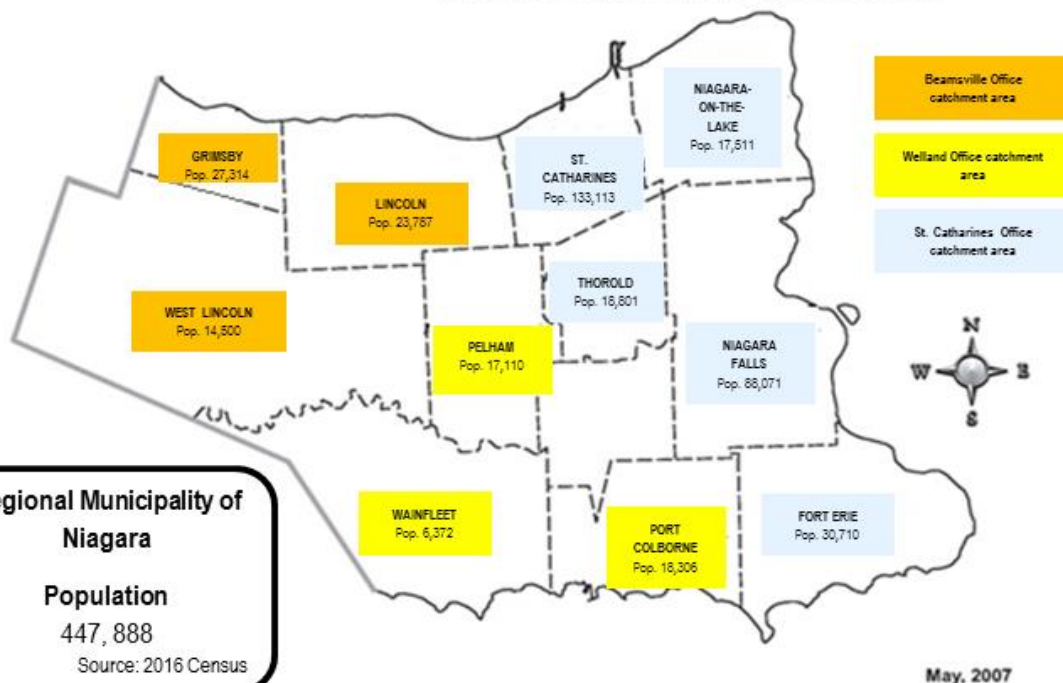 NIAGARA-
ON-THE-
LAKE
Pop. 17,511
Beamsville Office
catchment area
GRIMSBY
Pop. 27,314
ST.
CATHARINES
Pop. 133,113
Welland Office catchment
area
LINCOLN
Pop. 23,787
St. Catharines Office
catchment area
THOROLD
Pop. 18,801
WEST LINCOLN
Pop. 14,500
PELHAM
Pop. 17,110
NIAGARA
FALLS
Pop. 88,071
N
W E
S
WAINFLEET
Pop. 6,372
PORT
COLBORNE
Pop. 18,306
FORT ERIE
Pop. 30,710
egional Municipality of
Niagara
Population
447, 888
Source: 2016 Census
May, 2007